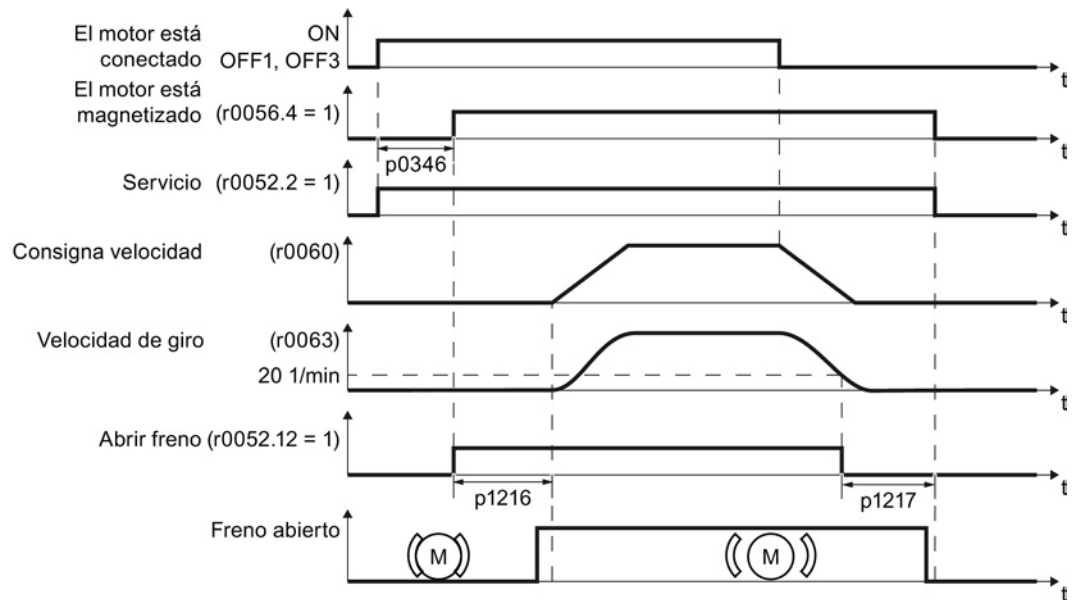 El motor está
conectado
ON
OFF1, OFF3
t
El motor está
magnetizado (r0056.4 = 1)
t
p0346
Servicio (r0052.2 = 1)
t
Consigna velocidad (r0060)
t
Velocidad de giro (r0063)
20 1/min
t
Abrir freno (r0052.12 = 1)
t
p1216
p1217
Freno abierto
M
M
t